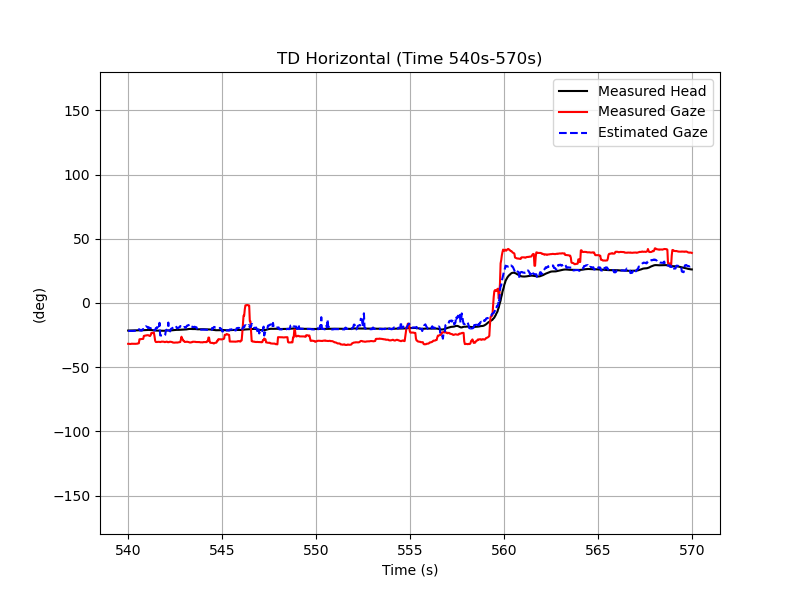 TD Horizontal (Time 540s-570s)
Measured Head
Measured Gaze
Estimated Gaze
150
100
50
0
−50
−100
−150
(deg)
540 545 550 555 560 565 570
Time (s)